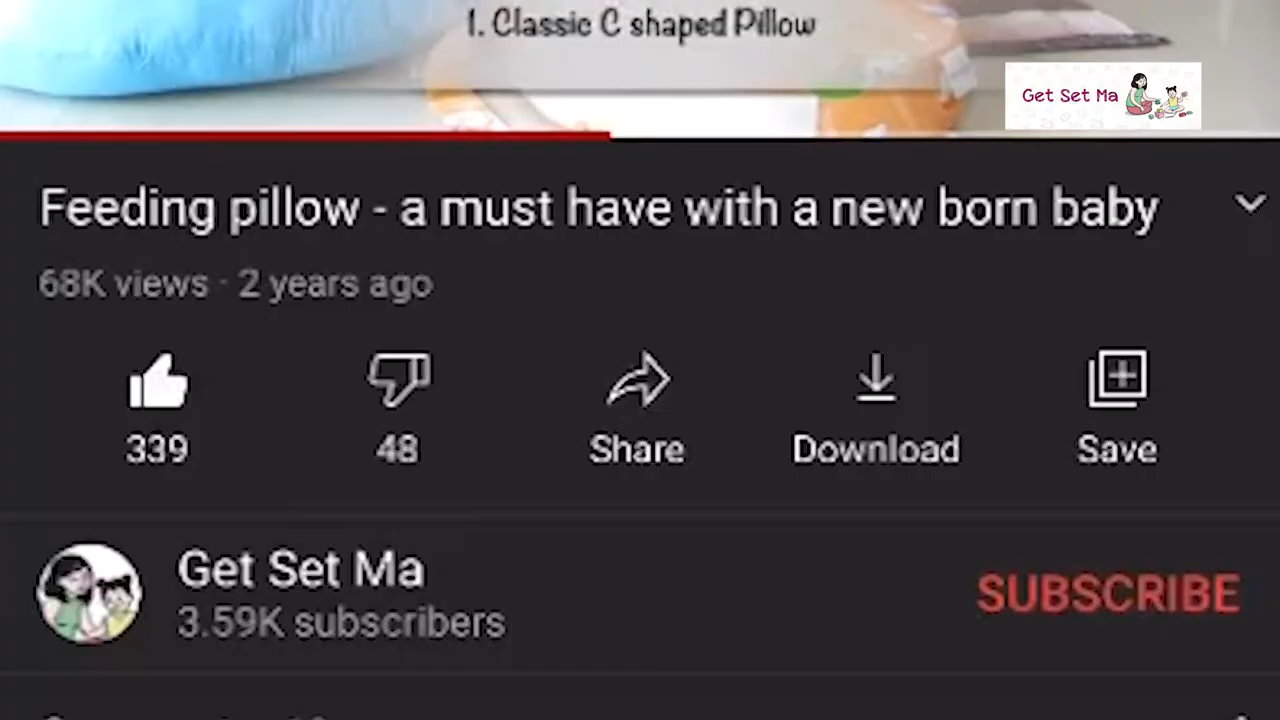 1. Classic C shaped Pillow
Get Set Ma
Feeding pillow - a must have with a new born baby
68K views · 2 years ago
339
48
Share
Download
Save
Get Set Ma
3.59K subscribers
SUBSCRIBE